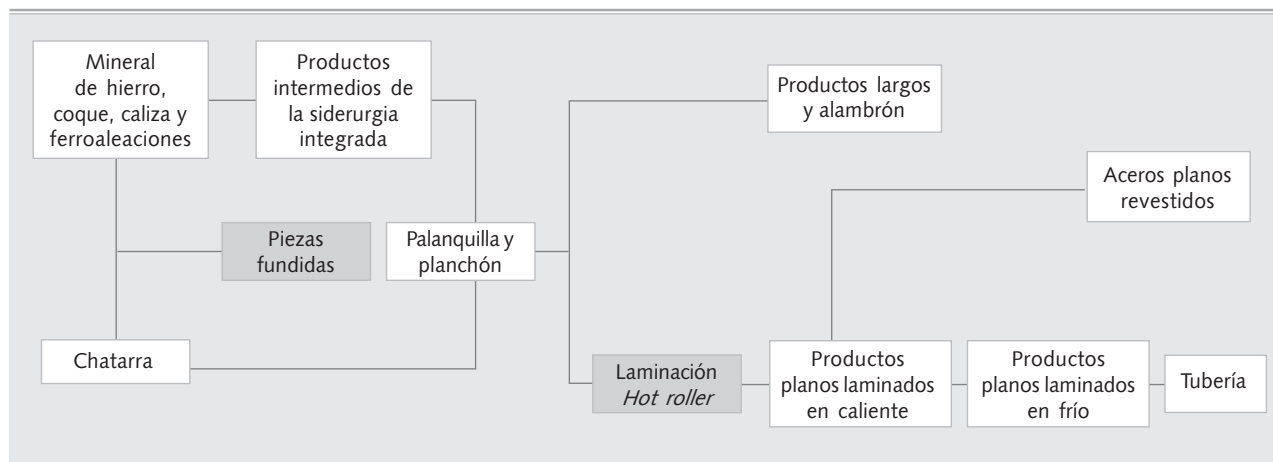 Mineral
de hierro,
coque, caliza y
ferroaleaciones
Productos
intermedios de
la siderurgia
integrada
Productos largos
y alambrón
Aceros planos
revestidos
Piezas
fundidas
Palanquilla y
planchón
Chatarra
Laminación
Hot roller
Productos
planos laminados
en caliente
Productos
planos laminados
en frío
Tubería